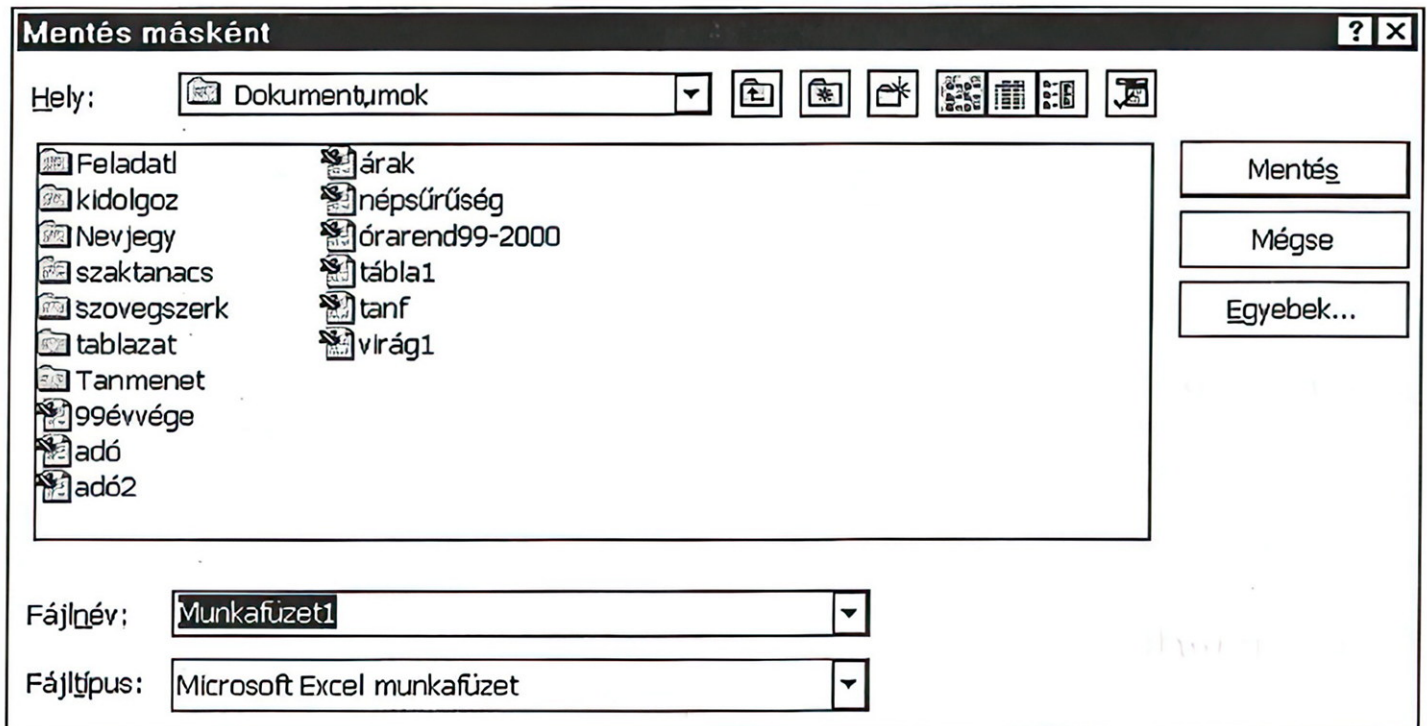 Mentés másként
Hely: Dokumentumok
Feladatl
kidolgoz
Nevjegy
szaktanacs
szovegszerk
tablazat
Tanmenet
99évvége
adó
adó2
árak
népsűrűség
órarend99-2000
tábla1
tanf
virág1
Mentés
Mégse
Egyebek...
Fájlnév: Munkafüzet1
Fájltípus: Microsoft Excel munkafüzet